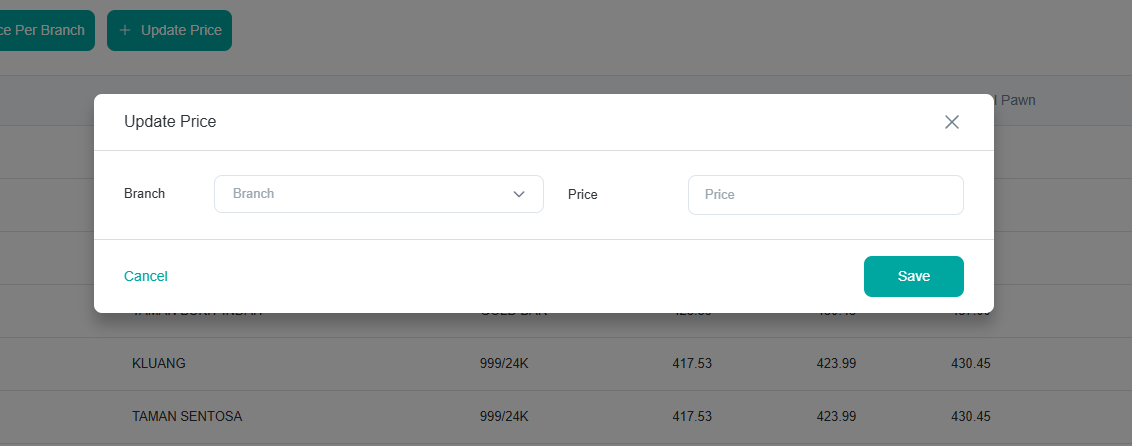 ce Per Branch
+ Update Price
Pawn
Update Price
Branch
Branch
Price
Price
Cancel
Save
KLUANG 999/24K 417.53 423.99 430.45
TAMAN SENTOSA 999/24K 417.53 423.99 430.45